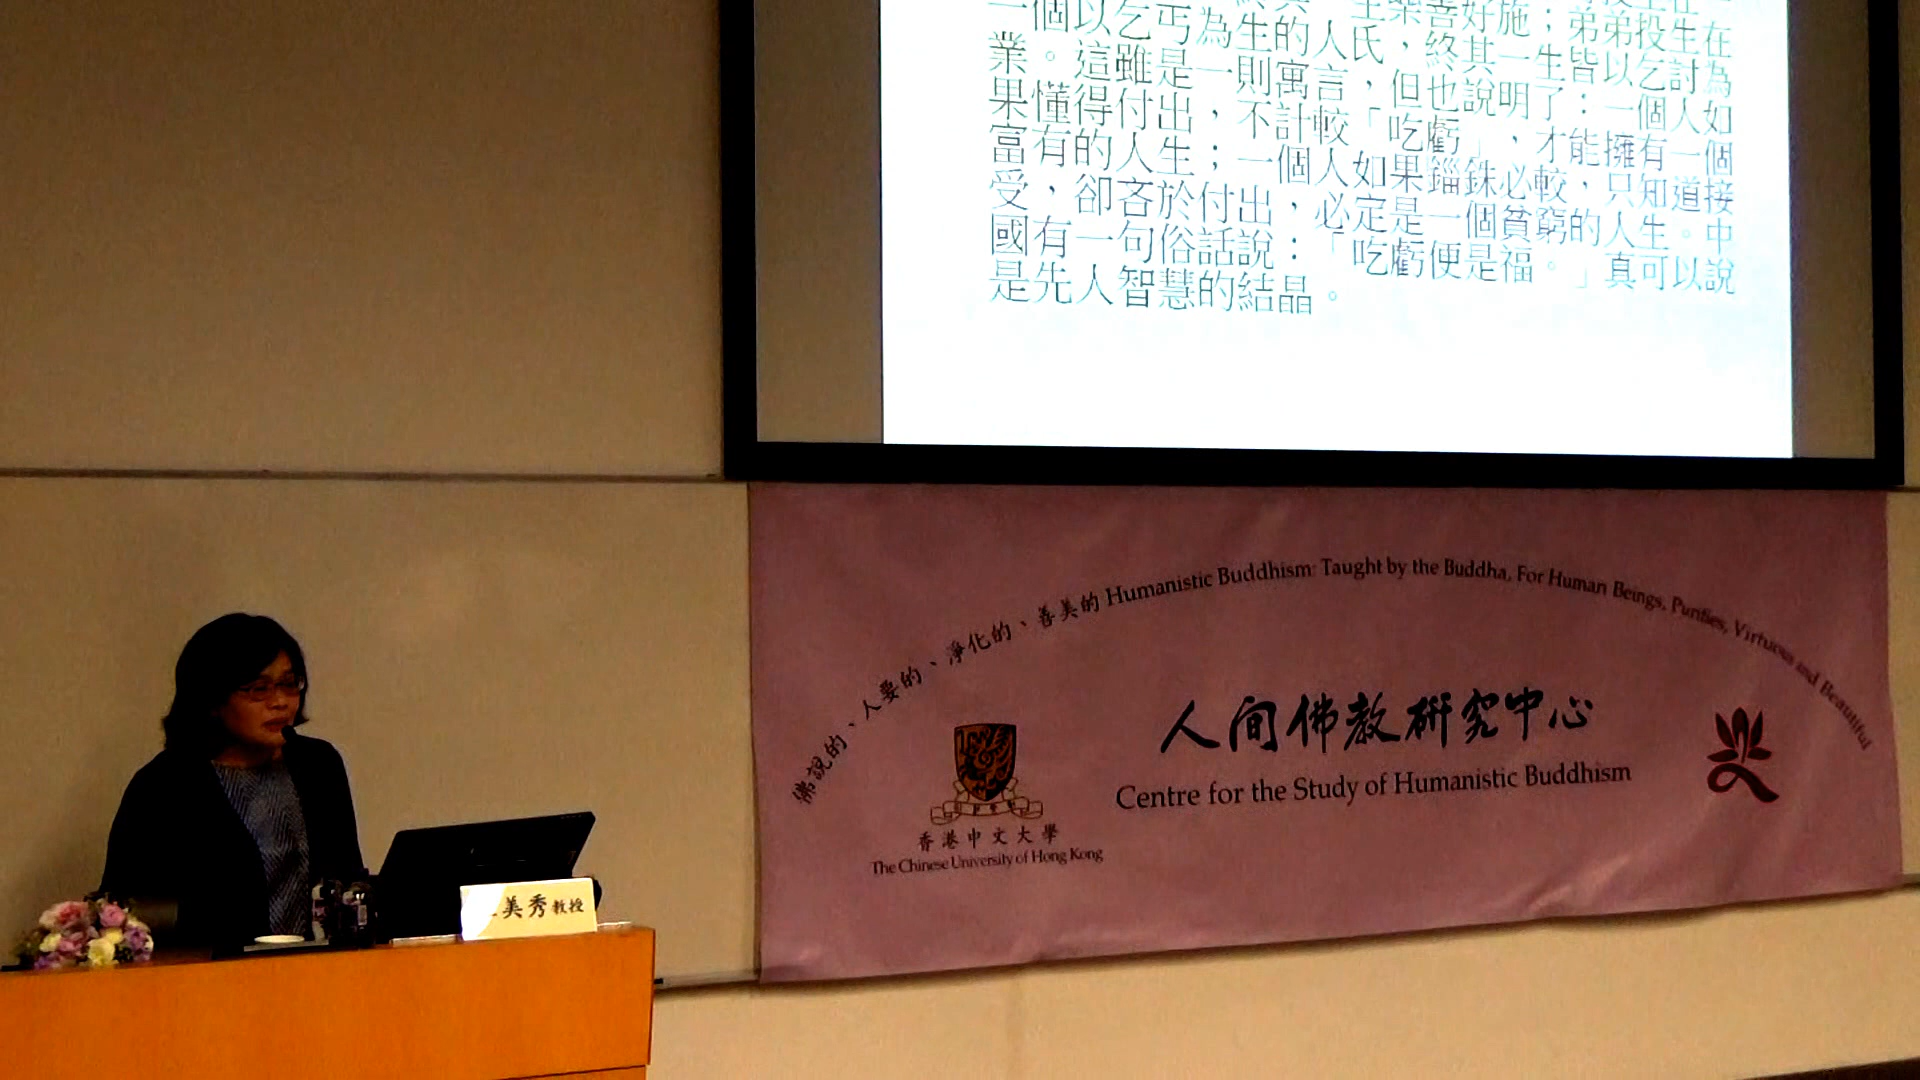 一個以乞丐為生的人氏，終其一生皆以乞討為
業。這雖是一則寓言，但也說明了：一個人如
果懂得付出，不計較「吃虧」，才能擁有一個
富有的人生；一個人如果錙銖必較，只知道接
受，卻吝於付出，必定是一個貧窮的人生。中
國有一句俗話說：「吃虧便是福。」真可以說
是先人智慧的結晶。
佛說的、人要的、淨化的、善美的 Humanistic Buddhism: Taught by the Buddha, For Human Beings, Purifies, Virtuous and Beautiful
人间佛教研究中心
Centre for the Study of Humanistic Buddhism
香港中文大學
The Chinese University of Hong Kong
美秀教授